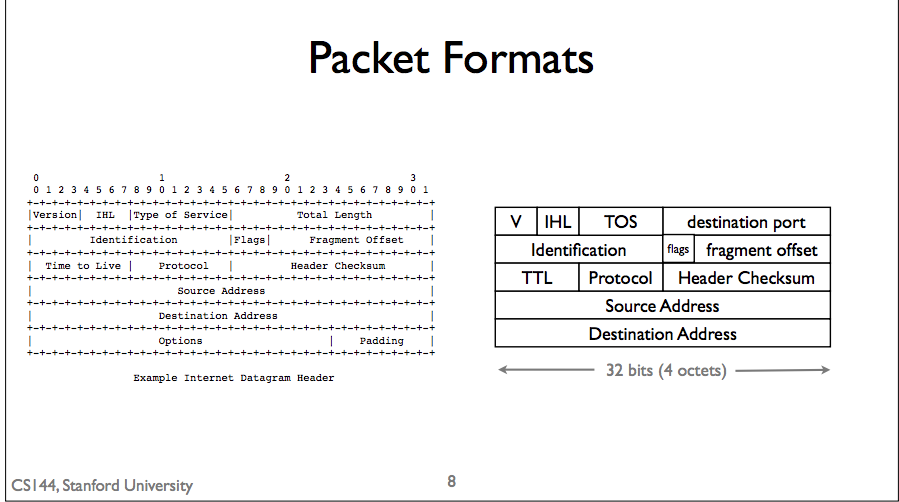 Packet Formats
0                   1                   2                   3
0 1 2 3 4 5 6 7 8 9 0 1 2 3 4 5 6 7 8 9 0 1 2 3 4 5 6 7 8 9 0 1
+-+-+-+-+-+-+-+-+-+-+-+-+-+-+-+-+-+-+-+-+-+-+-+-+-+-+-+-+-+-+-+-+
|Version|  IHL  |Type of Service|          Total Length         |
+-+-+-+-+-+-+-+-+-+-+-+-+-+-+-+-+-+-+-+-+-+-+-+-+-+-+-+-+-+-+-+-+
|         Identification        |Flags|      Fragment Offset    |
+-+-+-+-+-+-+-+-+-+-+-+-+-+-+-+-+-+-+-+-+-+-+-+-+-+-+-+-+-+-+-+-+
|  Time to Live |    Protocol   |         Header Checksum       |
+-+-+-+-+-+-+-+-+-+-+-+-+-+-+-+-+-+-+-+-+-+-+-+-+-+-+-+-+-+-+-+-+
|                       Source Address                          |
+-+-+-+-+-+-+-+-+-+-+-+-+-+-+-+-+-+-+-+-+-+-+-+-+-+-+-+-+-+-+-+-+
|                    Destination Address                        |
+-+-+-+-+-+-+-+-+-+-+-+-+-+-+-+-+-+-+-+-+-+-+-+-+-+-+-+-+-+-+-+-+
|                    Options                    |    Padding    |
+-+-+-+-+-+-+-+-+-+-+-+-+-+-+-+-+-+-+-+-+-+-+-+-+-+-+-+-+-+-+-+-+
Example Internet Datagram Header
V IHL TOS destination port
Identification flags fragment offset
TTL Protocol Header Checksum
Source Address
Destination Address
32 bits (4 octets)
CS144, Stanford University
8